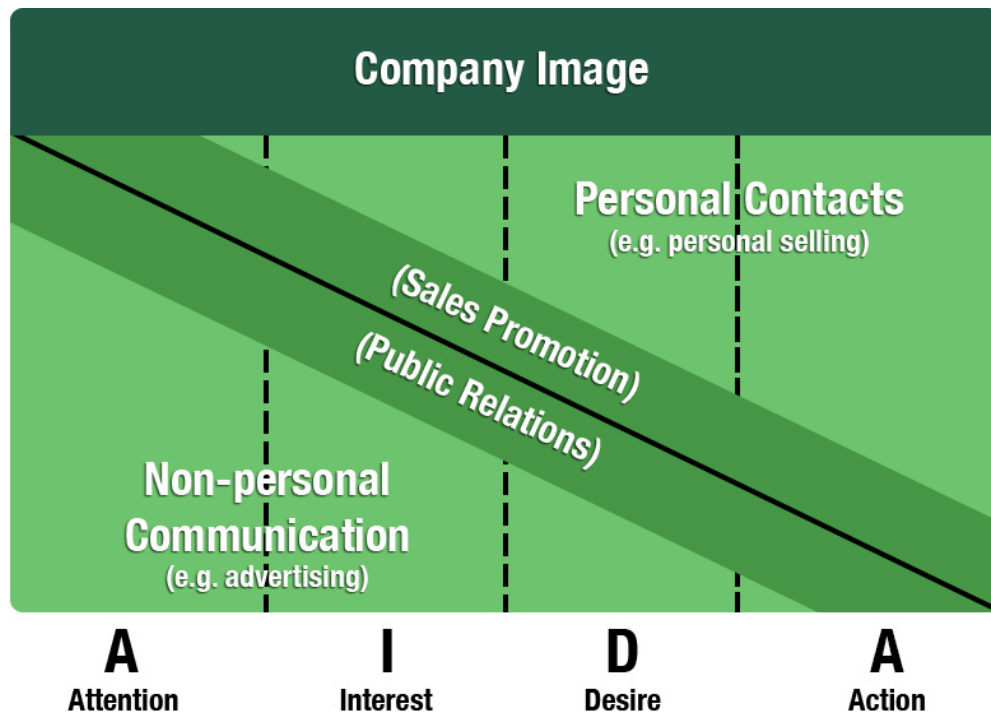 Company Image
Personal Contacts
(e.g. personal selling)
(Sales Promotion)
(Public Relations)
Non-personal
Communication
(e.g. advertising)
A I D A
Attention Interest Desire Action